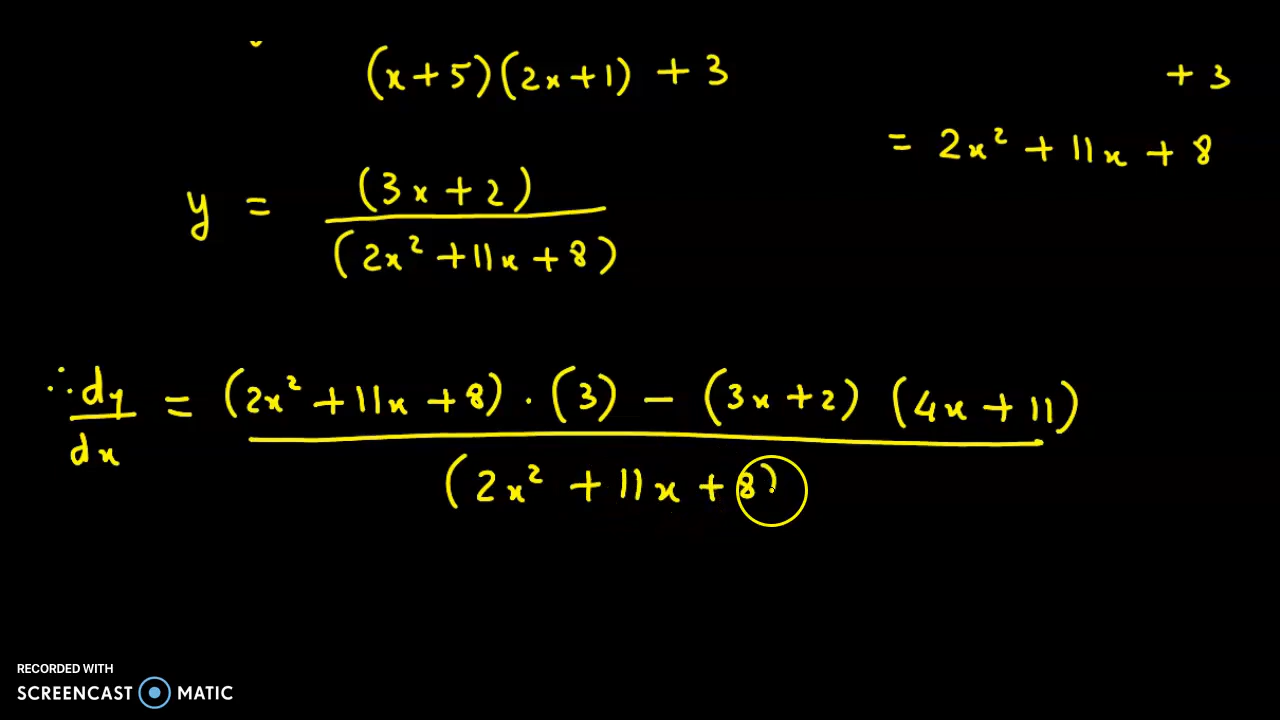 (x+5)(2x+1) + 3
+ 3
= 2x² + 11x + 8
y = (3x+2)
(2x² + 11x + 8)
∴ dy = (2x² + 11x + 8) · (3) − (3x+2) (4x+11)
dx (2x² + 11x + 8)
RECORDED WITH
SCREENCAST MATIC